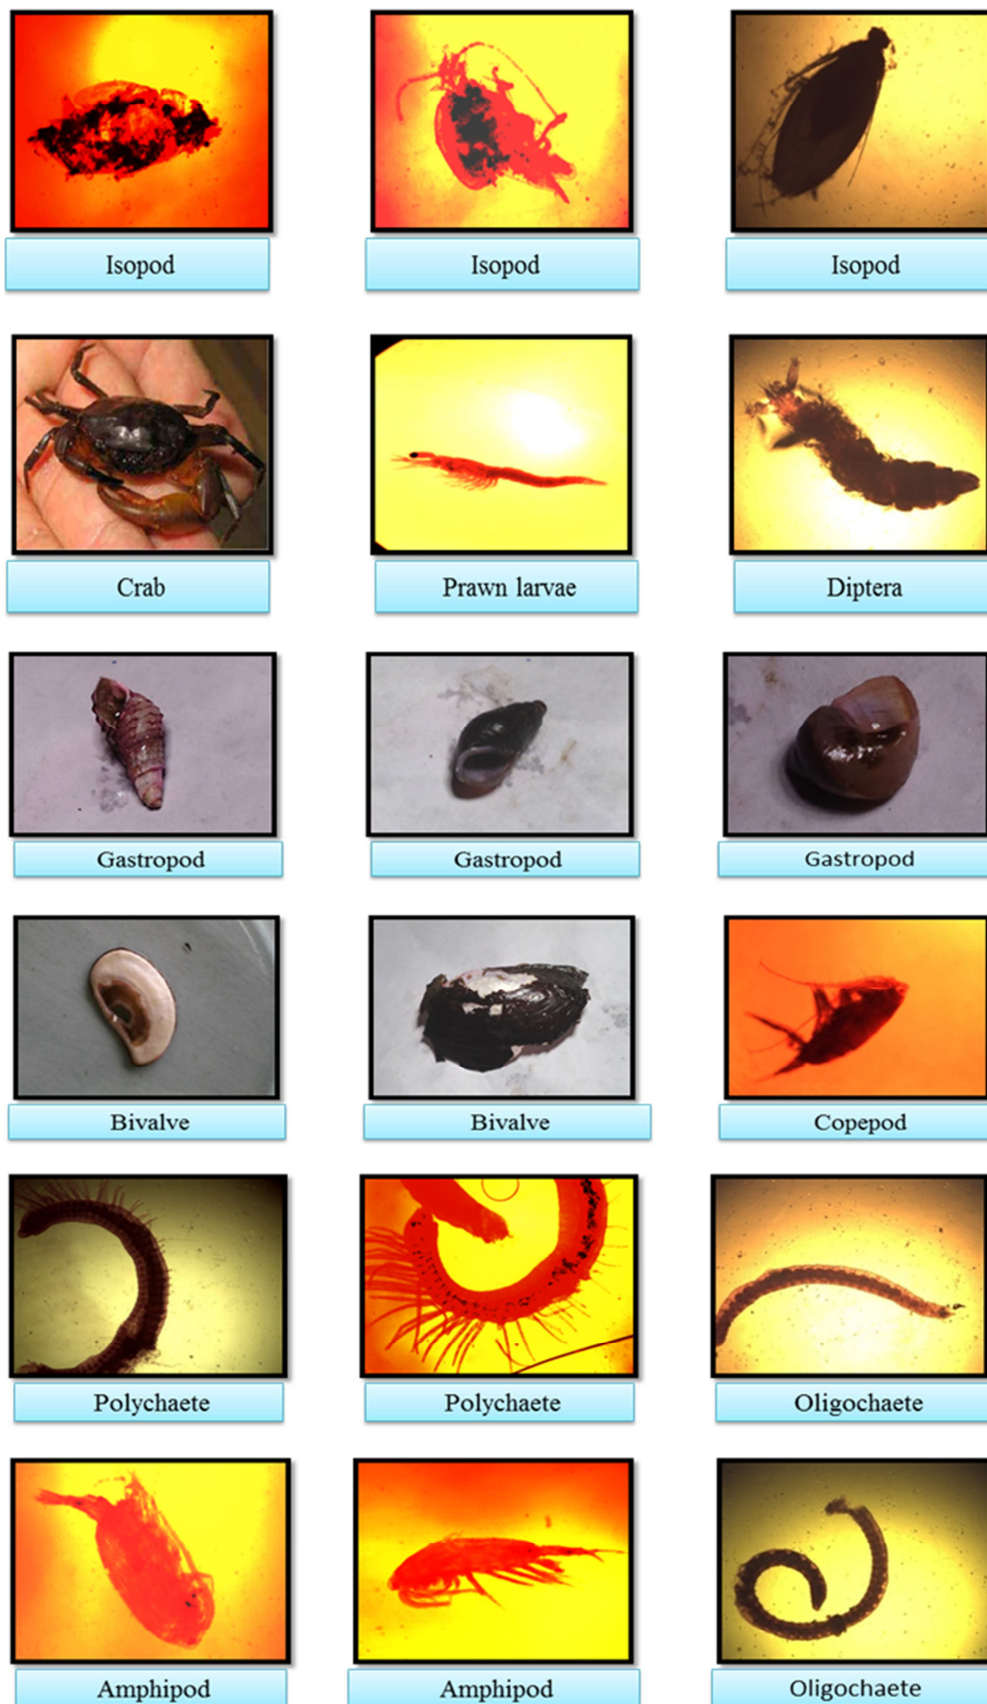 Isopod
Isopod
Isopod
Crab
Prawn larvae
Diptera
Gastropod
Gastropod
Gastropod
Bivalve
Bivalve
Copepod
Polychaete
Polychaete
Oligochaete
Amphipod
Amphipod
Oligochaete